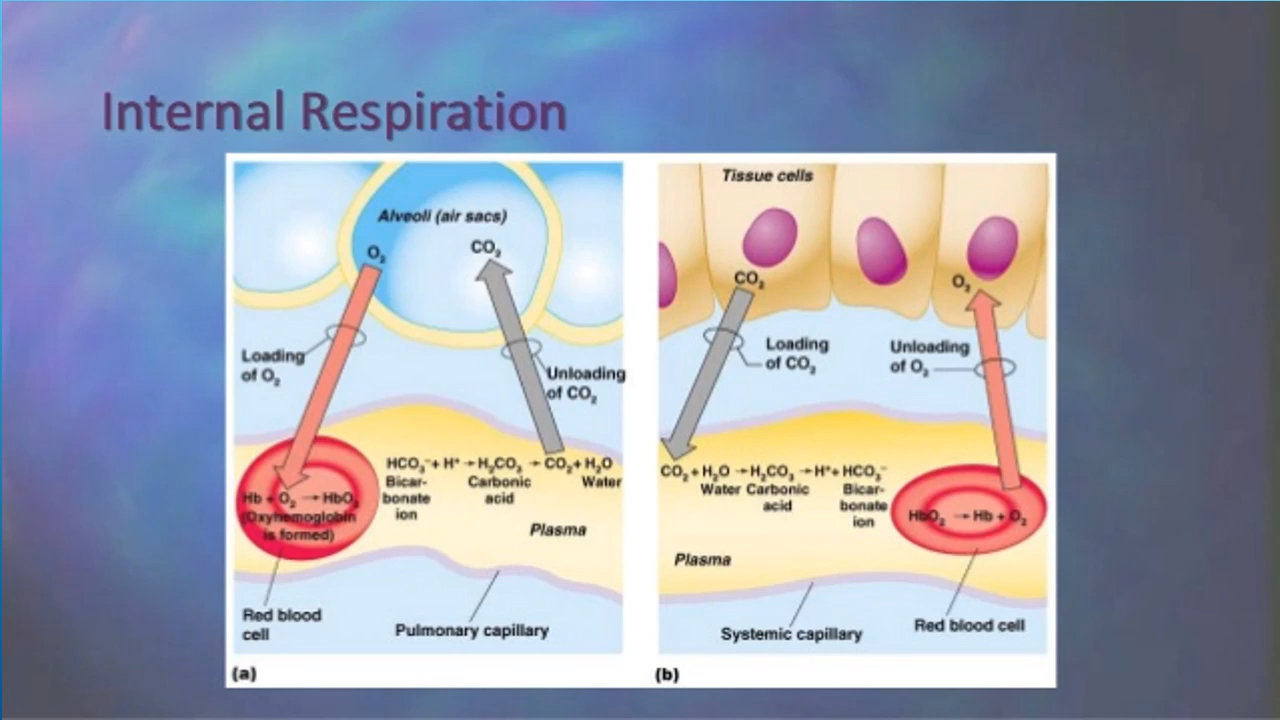 Internal Respiration
Alveoli (air sacs)
O₂
CO₂
Loading
of O₂
Unloading
of CO₂
HCO₃⁻+ H⁺ → H₂CO₃ → CO₂+ H₂O
Bicar-
bonate
ion
Carbonic
acid
Water
Hb + O₂ → HbO₂
(Oxyhemoglobin
is formed)
Plasma
Red blood
cell
Pulmonary capillary
(a)
Tissue cells
CO₂
O₂
Loading
of CO₂
Unloading
of O₂
CO₂ + H₂O → H₂CO₃ → H⁺+ HCO₃⁻
Water
Carbonic
acid
Bicar-
bonate
ion
HbO₂ → Hb + O₂
Plasma
Systemic capillary
Red blood cell
(b)